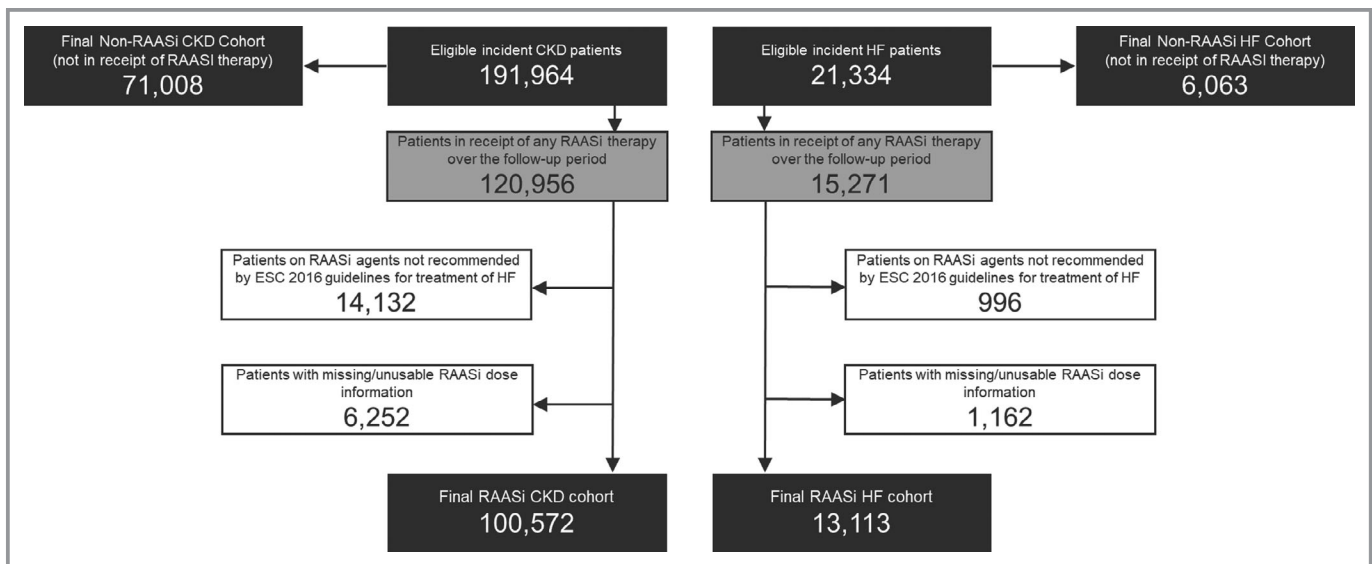 Final Non-RAASi CKD Cohort
(not in receipt of RAASI therapy)
71,008
Eligible incident CKD patients
191,964
Eligible incident HF patients
21,334
Final Non-RAASi HF Cohort
(not in receipt of RAASI therapy)
6,063
Patients in receipt of any RAASi therapy
over the follow-up period
120,956
Patients in receipt of any RAASi therapy
over the follow-up period
15,271
Patients on RAASi agents not recommended
by ESC 2016 guidelines for treatment of HF
14,132
Patients on RAASi agents not recommended
by ESC 2016 guidelines for treatment of HF
996
Patients with missing/unusable RAASi dose
information
6,252
Patients with missing/unusable RAASi dose
information
1,162
Final RAASi CKD cohort
100,572
Final RAASi HF cohort
13,113